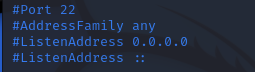 #Port 22
#AddressFamily any
#ListenAddress 0.0.0.0
#ListenAddress ::